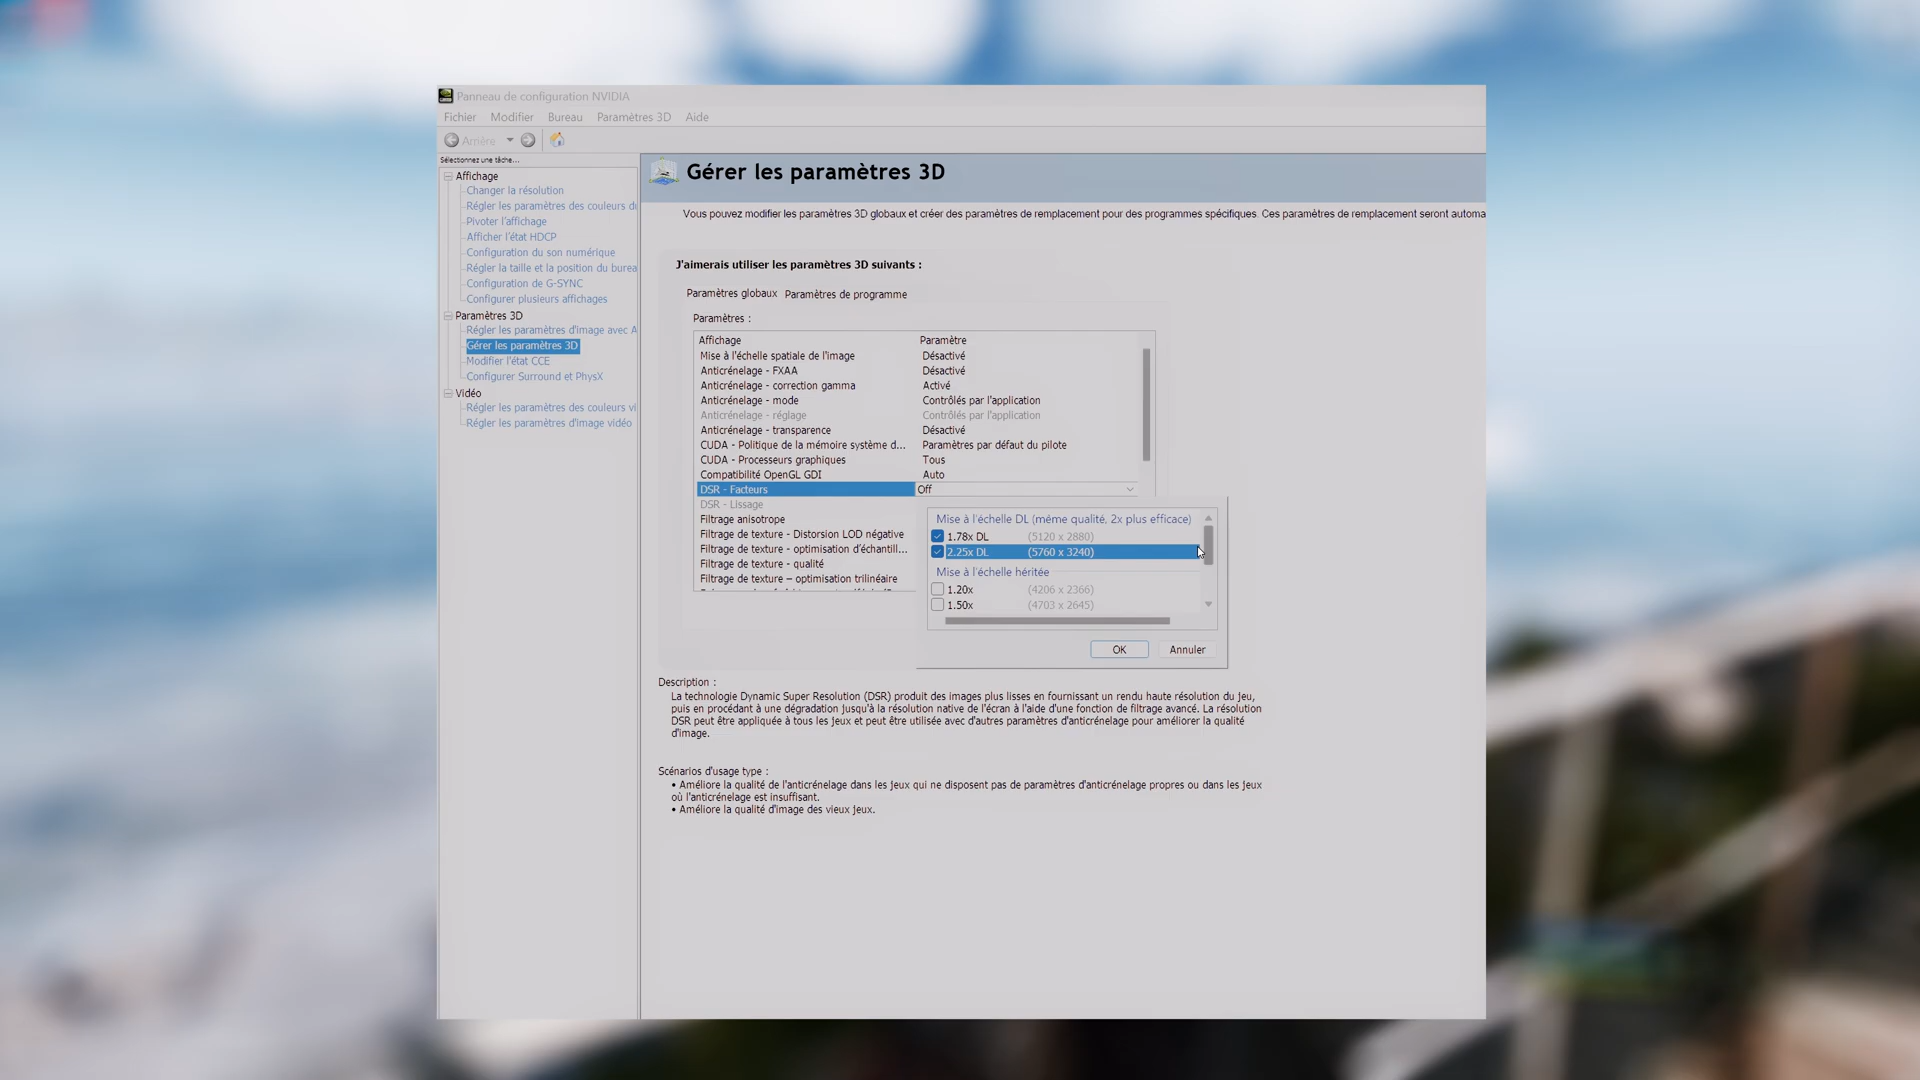 Panneau de configuration NVIDIA
Fichier Modifier Bureau Paramètres 3D Aide
Arrière
Sélectionnez une tâche...
Affichage
Changer la résolution
Régler les paramètres des couleurs du
Pivoter l'affichage
Afficher l'état HDCP
Configuration du son numérique
Régler la taille et la position du burea
Configuration de G-SYNC
Configurer plusieurs affichages
Paramètres 3D
Régler les paramètres d'image avec A
Gérer les paramètres 3D
Modifier l'état CCE
Configurer Surround et PhysX
Vidéo
Régler les paramètres des couleurs vi
Régler les paramètres d'image vidéo
Gérer les paramètres 3D
Vous pouvez modifier les paramètres 3D globaux et créer des paramètres de remplacement pour des programmes spécifiques. Ces paramètres de remplacement seront automa
J'aimerais utiliser les paramètres 3D suivants :
Paramètres globaux Paramètres de programme
Paramètres :
Affichage Paramètre
Mise à l'échelle spatiale de l'image Désactivé
Anticrénelage - FXAA Désactivé
Anticrénelage - correction gamma Activé
Anticrénelage - mode Contrôlés par l'application
Anticrénelage - réglage Contrôlés par l'application
Anticrénelage - transparence Désactivé
CUDA - Politique de la mémoire système d... Paramètres par défaut du pilote
CUDA - Processeurs graphiques Tous
Compatibilité OpenGL GDI Auto
DSR - Facteurs Off
DSR - Lissage
Filtrage anisotrope
Filtrage de texture - Distorsion LOD négative
Filtrage de texture - optimisation d'échantill...
Filtrage de texture - qualité
Filtrage de texture – optimisation trilinéaire
Mise à l'échelle DL (même qualité, 2x plus efficace)
1.78x DL (5120 x 2880)
2.25x DL (5760 x 3240)
Mise à l'échelle héritée
1.20x (4206 x 2366)
1.50x (4703 x 2645)
OK Annuler
Description :
La technologie Dynamic Super Resolution (DSR) produit des images plus lisses en fournissant un rendu haute résolution du jeu,
puis en procédant à une dégradation jusqu'à la résolution native de l'écran à l'aide d'une fonction de filtrage avancé. La résolution
DSR peut être appliquée à tous les jeux et peut être utilisée avec d'autres paramètres d'anticrénelage pour améliorer la qualité
d'image.
Scénarios d'usage type :
• Améliore la qualité de l'anticrénelage dans les jeux qui ne disposent pas de paramètres d'anticrénelage propres ou dans les jeux
où l'anticrénelage est insuffisant.
• Améliore la qualité d'image des vieux jeux.